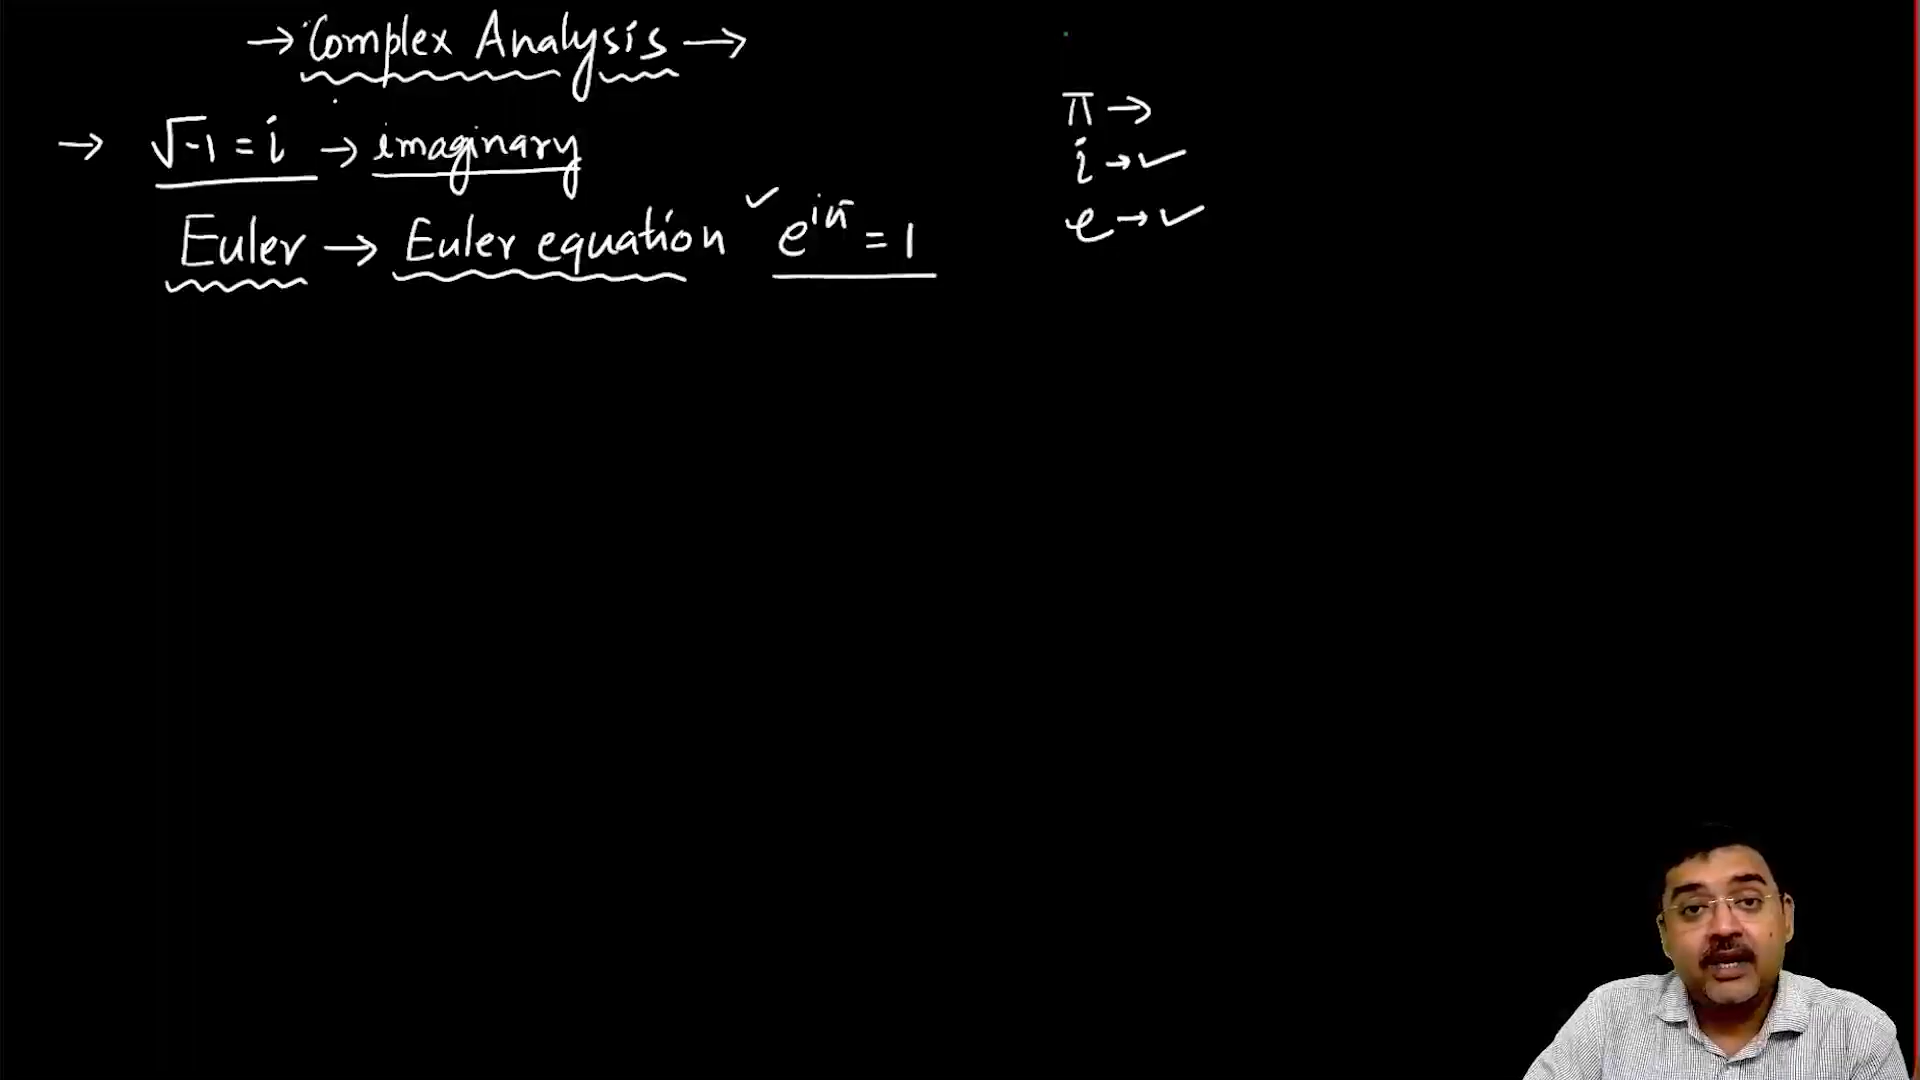 → Complex Analysis →
→ √-1 = i → imaginary
Euler → Euler equation ✓ e^{iπ} = 1
π →
i → ✓
e → ✓